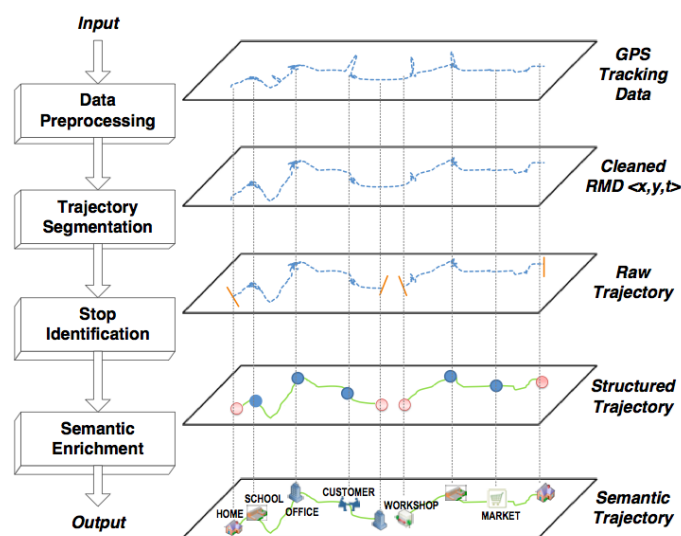 Input
Data
Preprocessing
Trajectory
Segmentation
Stop
Identification
Semantic
Enrichment
Output
GPS
Tracking
Data
Cleaned
RMD <x,y,t>
Raw
Trajectory
Structured
Trajectory
HOME
SCHOOL
OFFICE
CUSTOMER
WORKSHOP
MARKET
Semantic
Trajectory